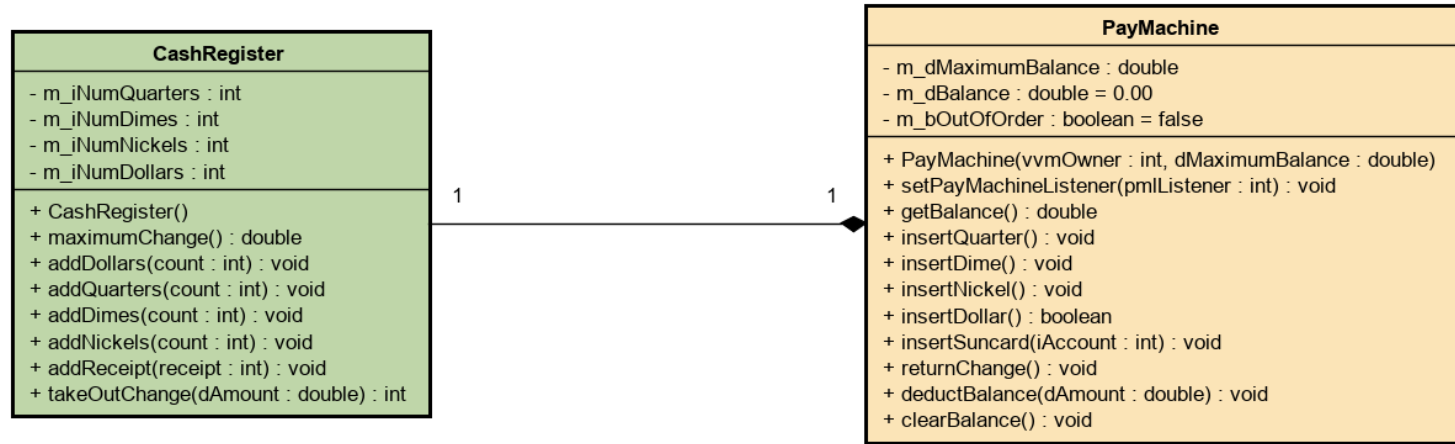 CashRegister
- m_iNumQuarters : int
- m_iNumDimes : int
- m_iNumNickels : int
- m_iNumDollars : int
+ CashRegister()
+ maximumChange() : double
+ addDollars(count : int) : void
+ addQuarters(count : int) : void
+ addDimes(count : int) : void
+ addNickels(count : int) : void
+ addReceipt(receipt : int) : void
+ takeOutChange(dAmount : double) : int
1
1
PayMachine
- m_dMaximumBalance : double
- m_dBalance : double = 0.00
- m_bOutOfOrder : boolean = false
+ PayMachine(vvmOwner : int, dMaximumBalance : double)
+ setPayMachineListener(pmlListener : int) : void
+ getBalance() : double
+ insertQuarter() : void
+ insertDime() : void
+ insertNickel() : void
+ insertDollar() : boolean
+ insertSuncard(iAccount : int) : void
+ returnChange() : void
+ deductBalance(dAmount : double) : void
+ clearBalance() : void